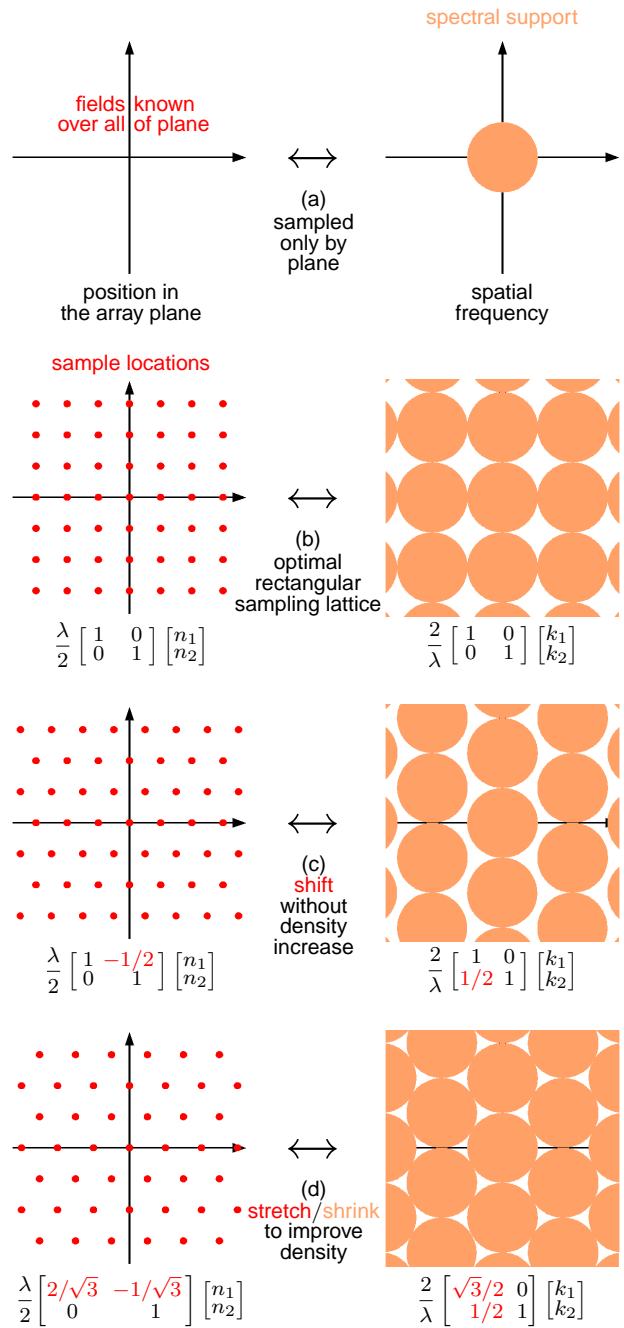 spectral support
fields known
over all of plane
(a)
sampled
only by
plane
position in
the array plane
spatial
frequency
sample locations
(b)
optimal
rectangular
sampling lattice
λ/2 [1 0; 0 1] [n₁; n₂]
2/λ [1 0; 0 1] [k₁; k₂]
(c)
shift
without
density
increase
λ/2 [1 −1/2; 0 1] [n₁; n₂]
2/λ [1 0; 1/2 1] [k₁; k₂]
(d)
stretch/shrink
to improve
density
λ/2 [2/√3 −1/√3; 0 1] [n₁; n₂]
2/λ [√3/2 0; 1/2 1] [k₁; k₂]